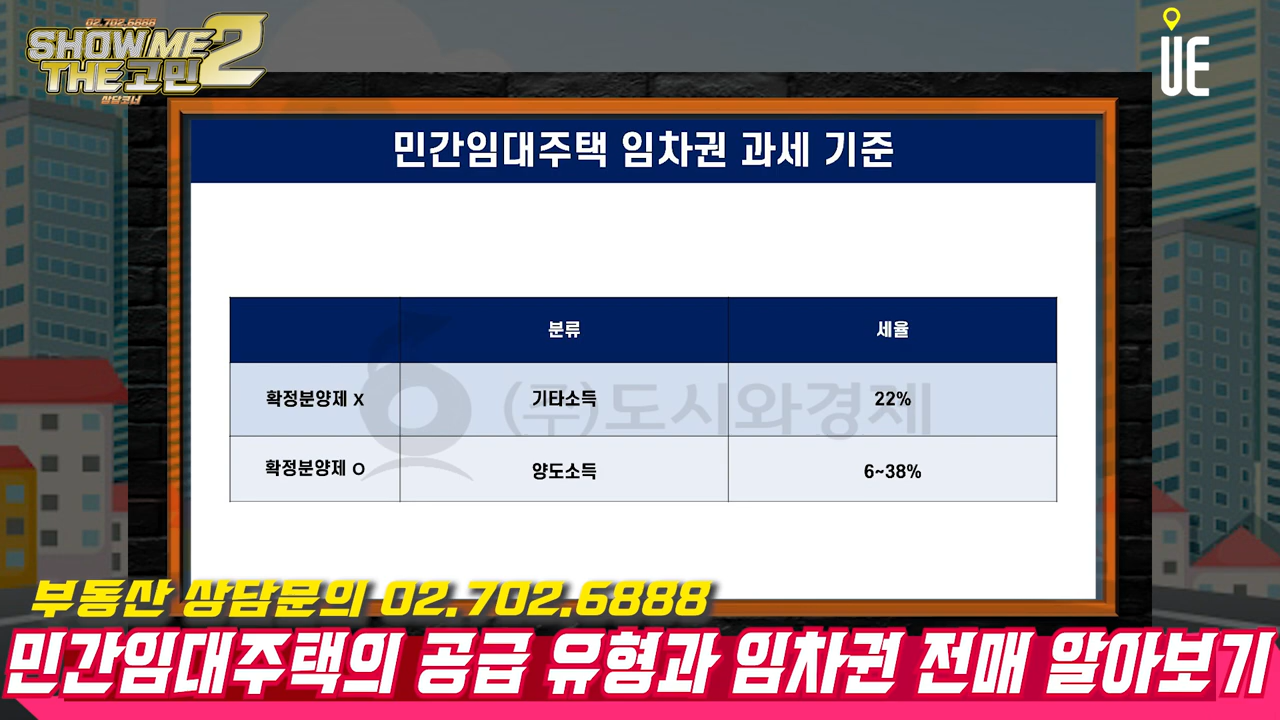 02.702.6888
SHOW ME 2
THE 고민
상담코너
UE
민간임대주택 임차권 과세 기준
분류 세율
확정분양제 X 기타소득 22%
확정분양제 O 양도소득 6~38%
(주)도시와경제
부동산 상담문의 02.702.6888
민간임대주택의 공급 유형과 임차권 전매 알아보기